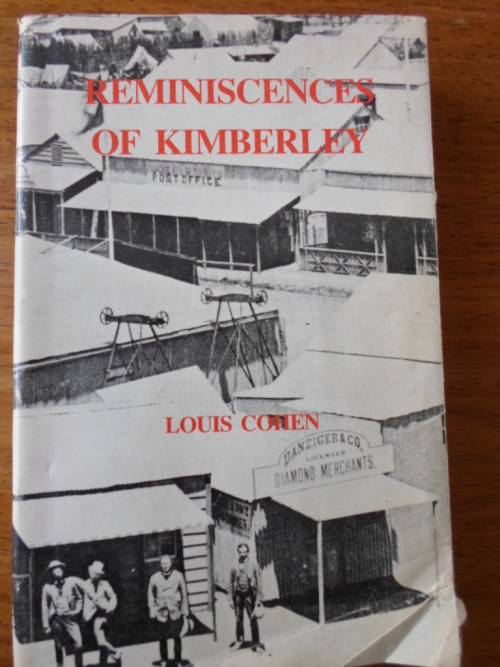 REMINISCENCES
OF KIMBERLEY
POST OFFICE
LOUIS COHEN
DANZIGER & CO.
LICENSED
DIAMOND MERCHANTS.